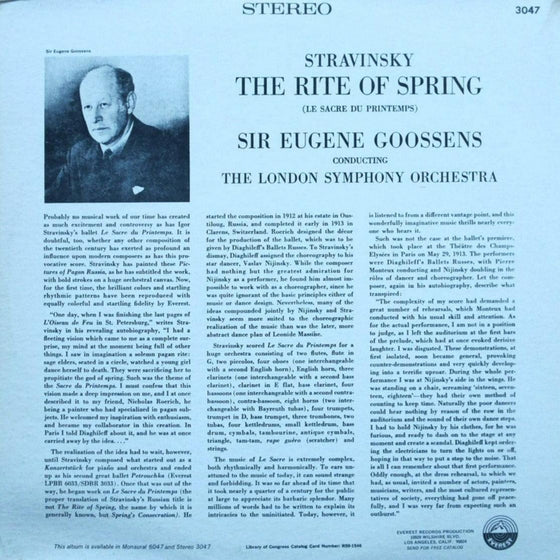 STEREO
3047
Sir Eugene Goossens
STRAVINSKY
THE RITE OF SPRING
(LE SACRE DU PRINTEMPS)
SIR EUGENE GOOSSENS
CONDUCTING
THE LONDON SYMPHONY ORCHESTRA
Probably no musical work of our time has created
as much excitement and controversy as has Igor
Stravinsky's ballet Le Sacre du Printemps. It is
doubtful, too, whether any other composition of
the twentieth century has exerted as profound an
influence upon modern composers as has this pro-
vocative score. Stravinsky has painted these Pic-
tures of Pagan Russia, as he has subtitled the work,
with bold strokes on a huge orchestral canvas. Now,
for the first time, the brilliant colors and startling
rhythmic patterns have been reproduced with
equally colorful and startling fidelity by Everest.
"One day, when I was finishing the last pages of
L'Oiseau de Feu in St. Petersburg," writes Stravin-
sky in his revealing autobiography, "I had a
fleeting vision which came to me as a complete sur-
prise, my mind at the moment being full of other
things. I saw in imagination a solemn pagan rite:
sage elders, seated in a circle, watched a young girl
dance herself to death. They were sacrificing her to
propitiate the god of spring. Such was the theme of
the Sacre du Printemps. I must confess that this
vision made a deep impression on me, and I at once
described it to my friend, Nicholas Roerich, he
being a painter who had specialized in pagan sub-
jects. He welcomed my inspiration with enthusiasm,
and became my collaborator in this creation. In
Paris I told Diaghileff about it, and he was at once
carried away by the idea. . . ."
The realization of the idea had to wait, however,
until Stravinsky composed what started out as a
Konzertstück for piano and orchestra and ended
up as his second great ballet Petrouchka (Everest
LPBR 6033/SDBR 3033). Once that was out of the
way, he began work on Le Sacre du Printemps (the
proper translation of Stravinsky's Russian title is
not The Rite of Spring, the name by which it is
generally known, but Spring's Consecration). He
started the composition in 1912 at his estate in Ous-
tiloug, Russia, and completed it early in 1913 in
Clarens, Switzerland. Roerich designed the décor
for the production of the ballet, which was to be
given by Diaghileff's Ballets Russes. To Stravinsky's
dismay, Diaghileff assigned the choreography to his
star dancer, Vaslav Nijinsky. While the composer
had nothing but the greatest admiration for
Nijinsky as a performer, he found him almost impos-
sible to work with as a choreographer, since he
was quite ignorant of the basic principles either of
music or dance design. Nevertheless, many of the
ideas compounded jointly by Nijinsky and Stra-
vinsky seem more suited to the choreographic
realization of the music than was the later, more
abstract dance plan of Leonide Massine.
Stravinsky scored Le Sacre du Printemps for a
huge orchestra consisting of two flutes, flute in
G, two piccolos, four oboes (one interchangeable
with a second English horn), English horn, three
clarinets (one interchangeable with a second bass
clarinet), clarinet in E flat, bass clarinet, four
bassoons (one interchangeable with a second contra-
bassoon), contra-bassoon, eight horns (two inter-
changeable with Bayreuth tubas), four trumpets,
trumpet in D, bass trumpet, three trombones, two
tubas, four kettledrums, small kettledrum, bass
drum, cymbals, tambourine, antique cymbals,
triangle, tam-tam, rape guéro (scratcher) and
strings.
The music of Le Sacre is extremely complex,
both rhythmically and harmonically. To ears un-
attuned to the music of today, it can sound strange
and forbidding. It was so far ahead of its time that
it took nearly a quarter of a century for the public
at large to appreciate its barbaric splendor. Many
millions of words had to be written to explain its
intricacies to the uninitiated. Today, however, it
is listened to from a different vantage point, and this
wonderfully imaginative music thrills nearly every-
one who hears it.
Such was not the case at the ballet's première,
which took place at the Théâtre des Champs-
Elysées in Paris on May 29, 1913. The performers
were Diaghileff's Ballets Russes, with Pierre
Monteux conducting and Nijinsky doubling in the
rôles of dancer and choreographer. Let the com-
poser, again in his autobiography, describe what
transpired:
"The complexity of my score had demanded a
great number of rehearsals, which Monteux had
conducted with his usual skill and attention. As
for the actual performance, I am not in a position
to judge, as I left the auditorium at the first bars
of the prelude, which had at once evoked derisive
laughter. I was disgusted. These demonstrations, at
first isolated, soon became general, provoking
counter-demonstrations and very quickly develop-
ing into a terrific uproar. During the whole per-
formance I was at Nijinsky's side in the wings. He
was standing on a chair, screaming 'sixteen, seven-
teen, eighteen'—they had their own method of
counting to keep time. Naturally the poor dancers
could hear nothing by reason of the row in the
auditorium and the sound of their own dance steps.
I had to hold Nijinsky by his clothes, for he was
furious, and ready to dash on to the stage at any
moment and create a scandal. Diaghileff kept order-
ing the electricians to turn the lights on or off,
hoping in that way to put a stop to the noise. That
is all I can remember about that first performance.
Oddly enough, at the dress rehearsal, to which we
had, as usual, invited a number of actors, painters,
musicians, writers, and the most cultured represen-
tatives of society, everything had gone off peace-
fully, and I was very far from expecting such an
outburst."
This album is available in Monaural 6047 and Stereo 3047
Library of Congress Catalog Card Number: R59-1546
EVEREST RECORDING PRODUCTION
10920 WILSHIRE BLVD.
LOS ANGELES, CALIF. 90024
SEND FOR FREE CATALOG
EVEREST